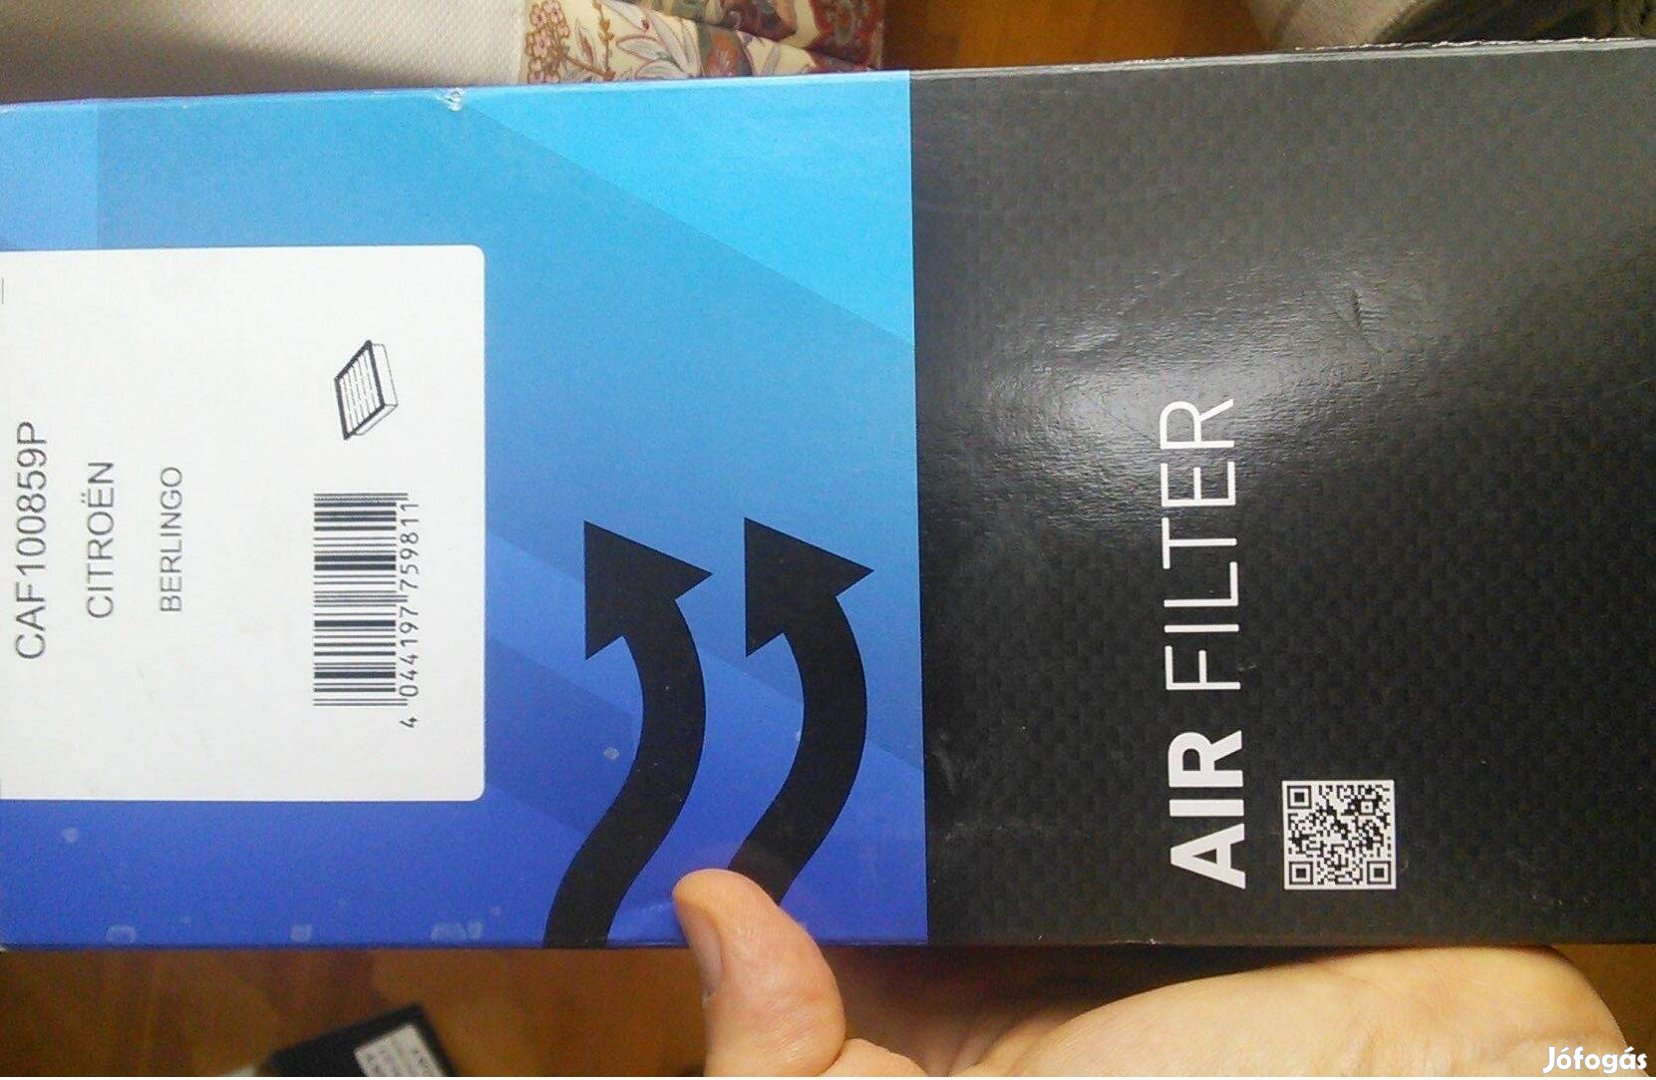 CAF100859P
CITROËN
BERLINGO
4 044197 759811
AIR FILTER
Jófogás